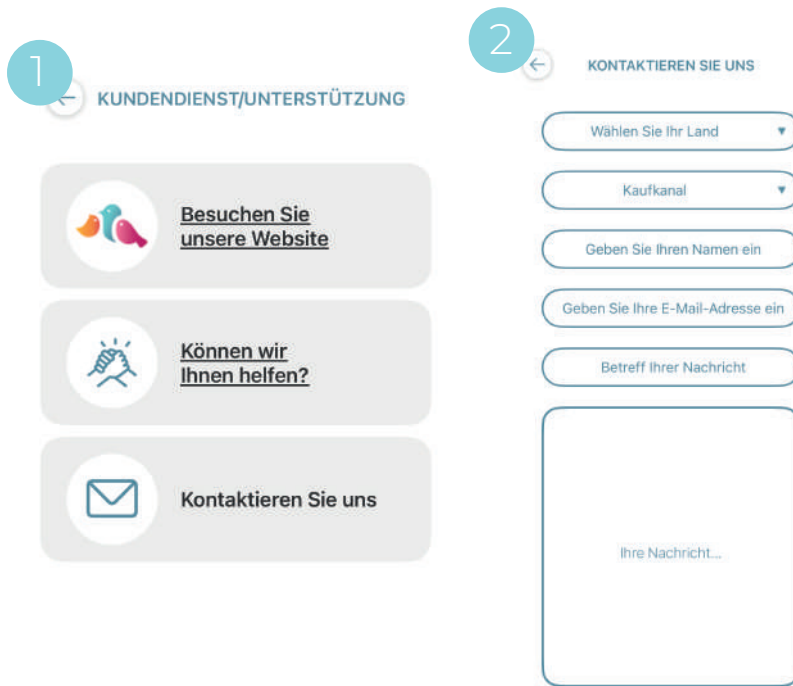 1
KUNDENDIENST/UNTERSTÜTZUNG
Besuchen Sie
unsere Website
Können wir
Ihnen helfen?
Kontaktieren Sie uns
2
KONTAKTIEREN SIE UNS
Wählen Sie Ihr Land
Kaufkanal
Geben Sie Ihren Namen ein
Geben Sie Ihre E-Mail-Adresse ein
Betreff Ihrer Nachricht
Ihre Nachricht...